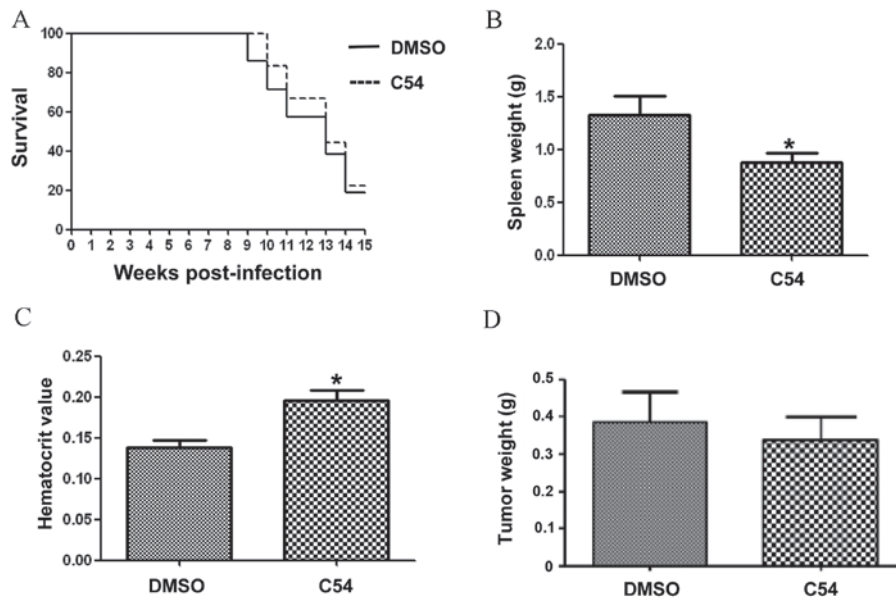 A
Survival
100
80
60
40
20
0
0 1 2 3 4 5 6 7 8 9 10 11 12 13 14 15
Weeks post-infection
DMSO
C54
B
Spleen weight (g)
2.0
1.5
1.0
0.5
0.0
*
DMSO C54
C
Hematocrit value
0.25
0.20
0.15
0.10
0.05
0.00
*
DMSO C54
D
Tumor weight (g)
0.5
0.4
0.3
0.2
0.1
0
DMSO C54